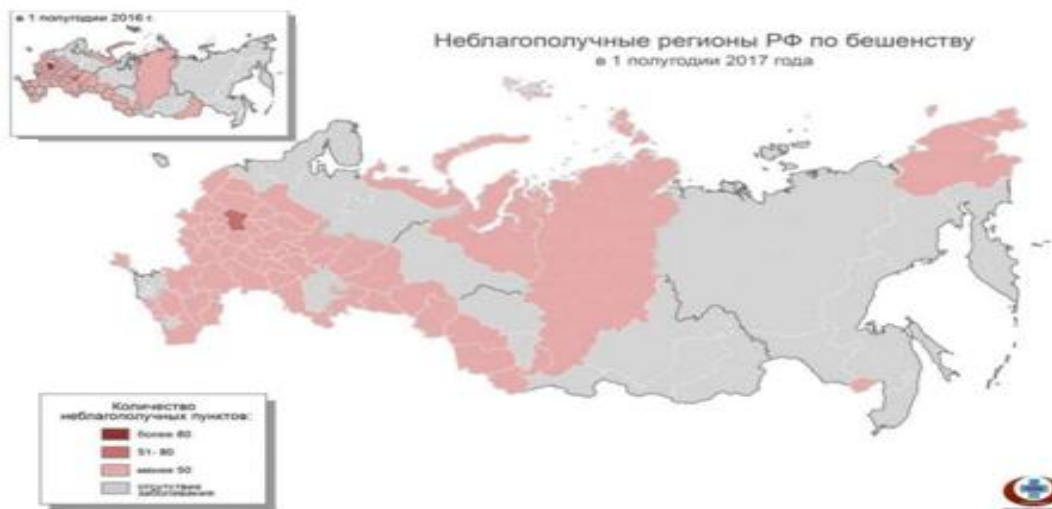 в 1 полугодии 2016 г.
Неблагополучные регионы РФ по бешенству
в 1 полугодии 2017 года
Количество
неблагополучных пунктов:
более 80
51- 80
менее 50
отсутствие
заболевания